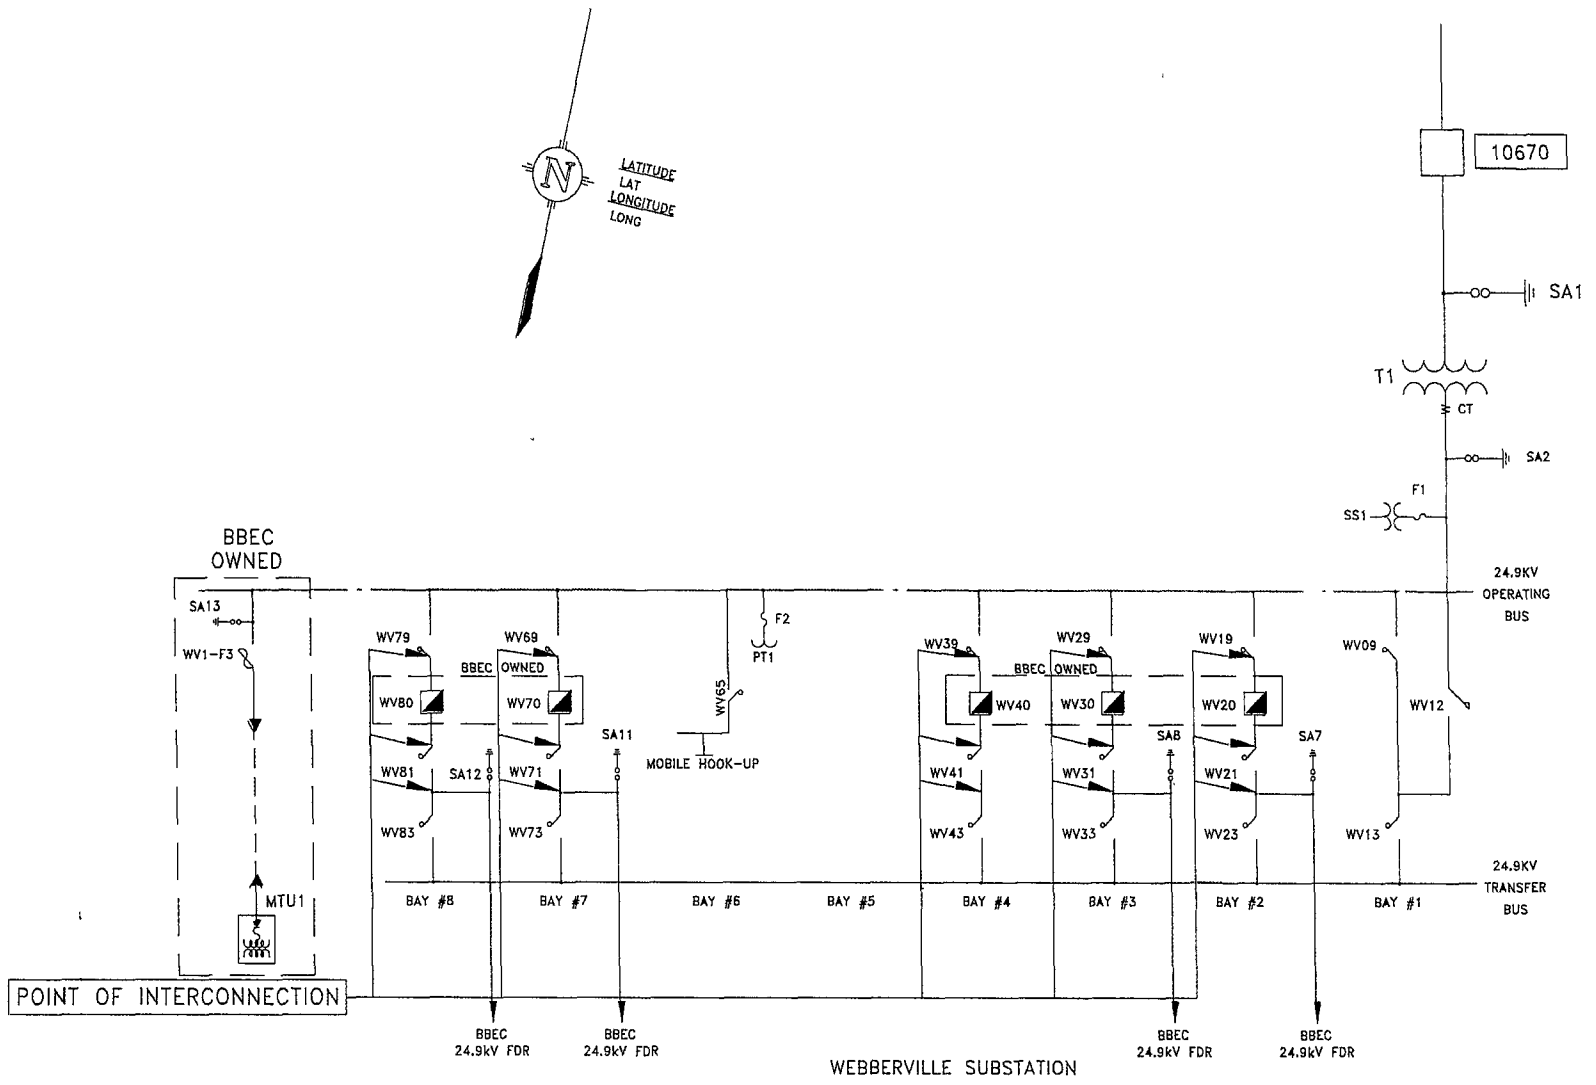 N
LATITUDE
LAT
LONGITUDE
LONG
10670
SA1
T1
CT
SA2
F1
SS1
BBEC
OWNED
24.9KV
OPERATING
BUS
SA13
WV1-F3
WV79
WV69
F2
PT1
WV39
WV29
WV19
WV09
BBEC OWNED
BBEC OWNED
WV80
WV70
WV65
WV40
WV30
WV20
WV12
SA11
SA8
SA7
MOBILE HOOK-UP
WV81
SA12
WV71
WV41
WV31
WV21
WV83
WV73
WV43
WV33
WV23
WV13
24.9KV
TRANSFER
BUS
MTU1
BAY #8
BAY #7
BAY #6
BAY #5
BAY #4
BAY #3
BAY #2
BAY #1
POINT OF INTERCONNECTION
BBEC
24.9kV FDR
BBEC
24.9kV FDR
BBEC
24.9kV FDR
BBEC
24.9kV FDR
WEBBERVILLE SUBSTATION